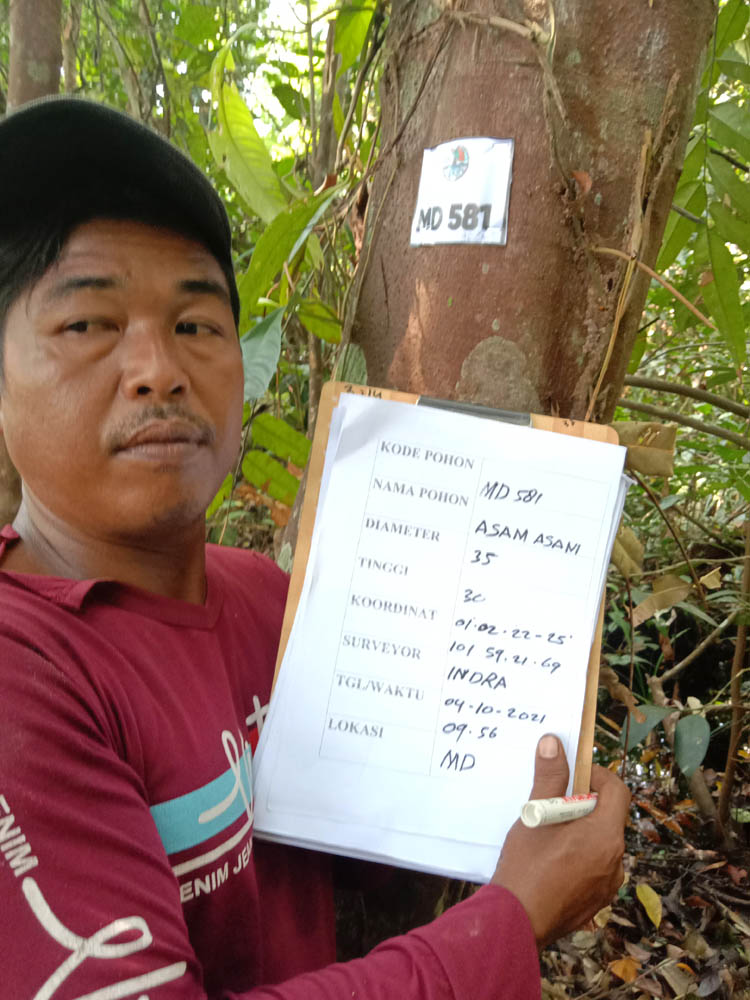 MD 581
KODE POHON MD 581
NAMA POHON ASAM ASANI
DIAMETER 35
TINGGI 30
KOORDINAT 01.02.22-25
101 59.21.69
SURVEYOR INDRA
TGL/WAKTU 04-10-2021
09.56
LOKASI MD
ENIM JE
ENIM